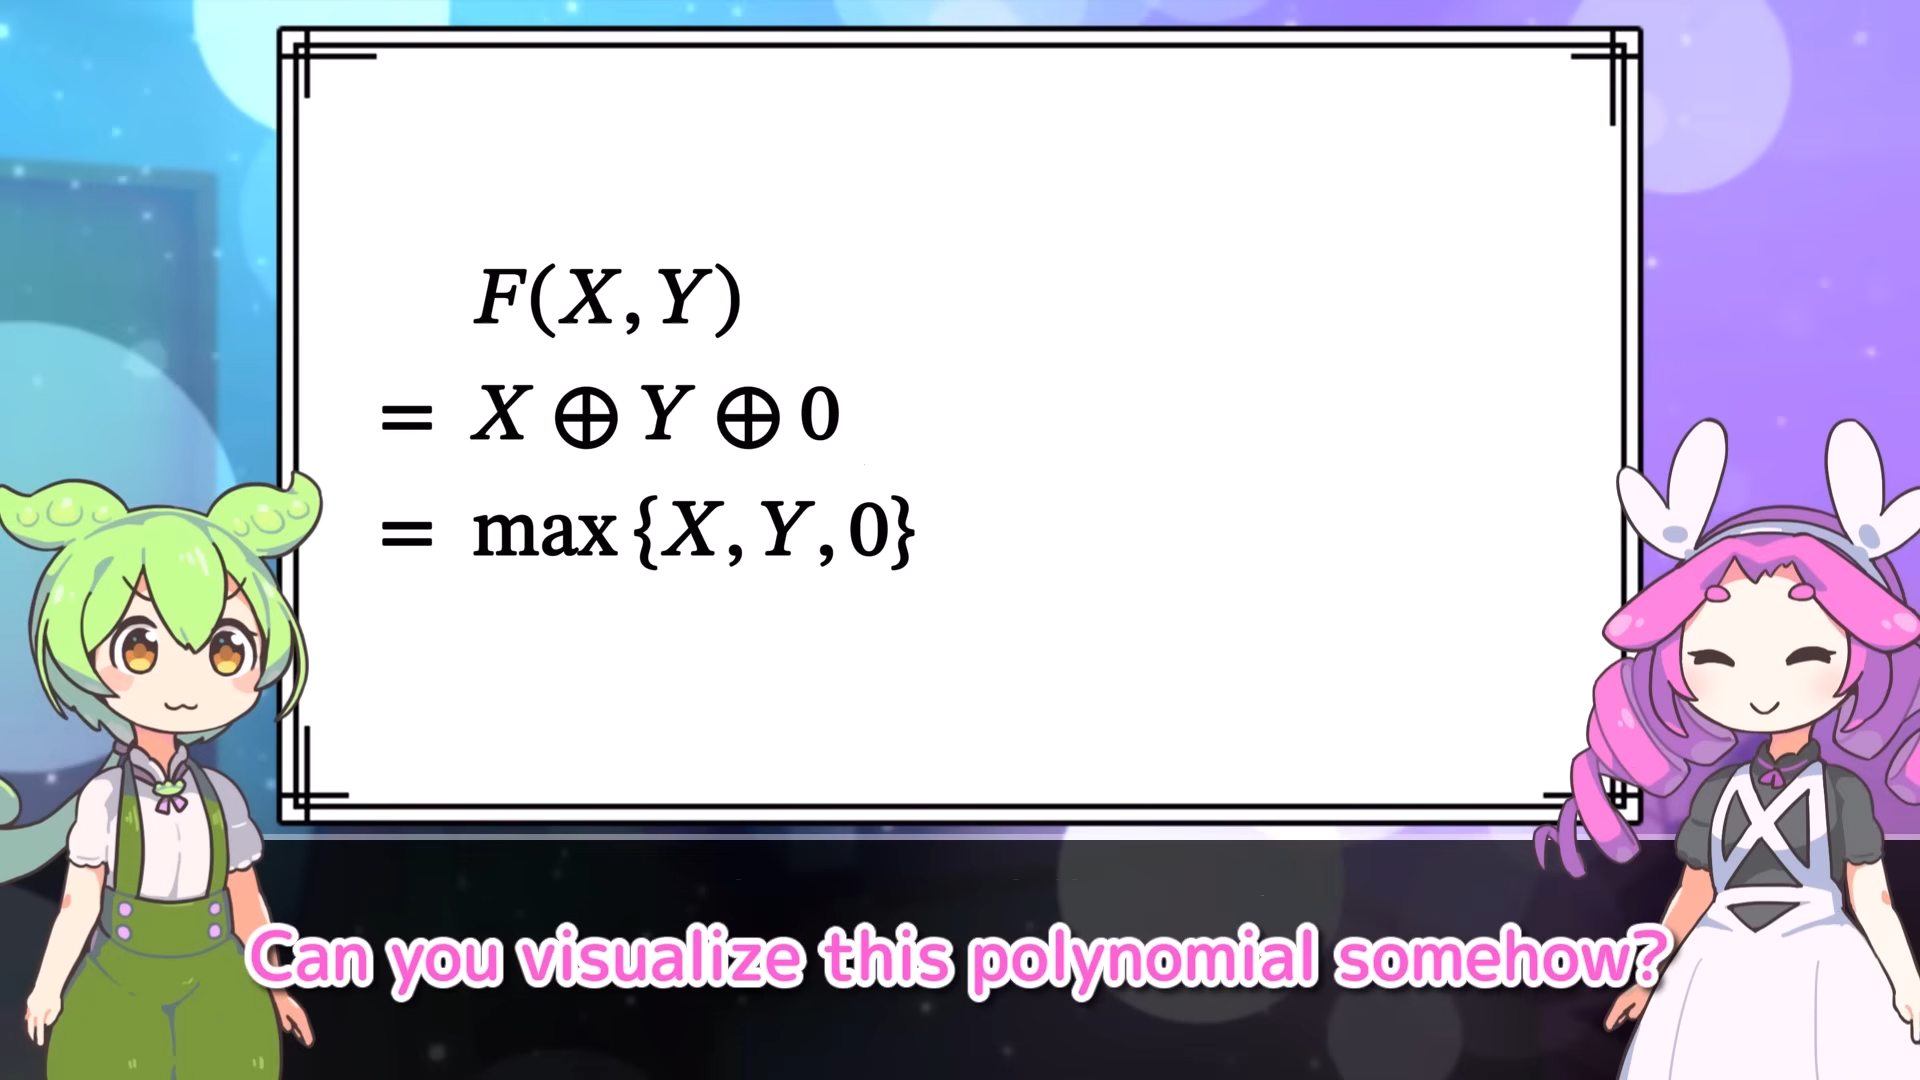 F(X, Y)
= X ⊕ Y ⊕ 0
= max {X, Y, 0}
Can you visualize this polynomial somehow?